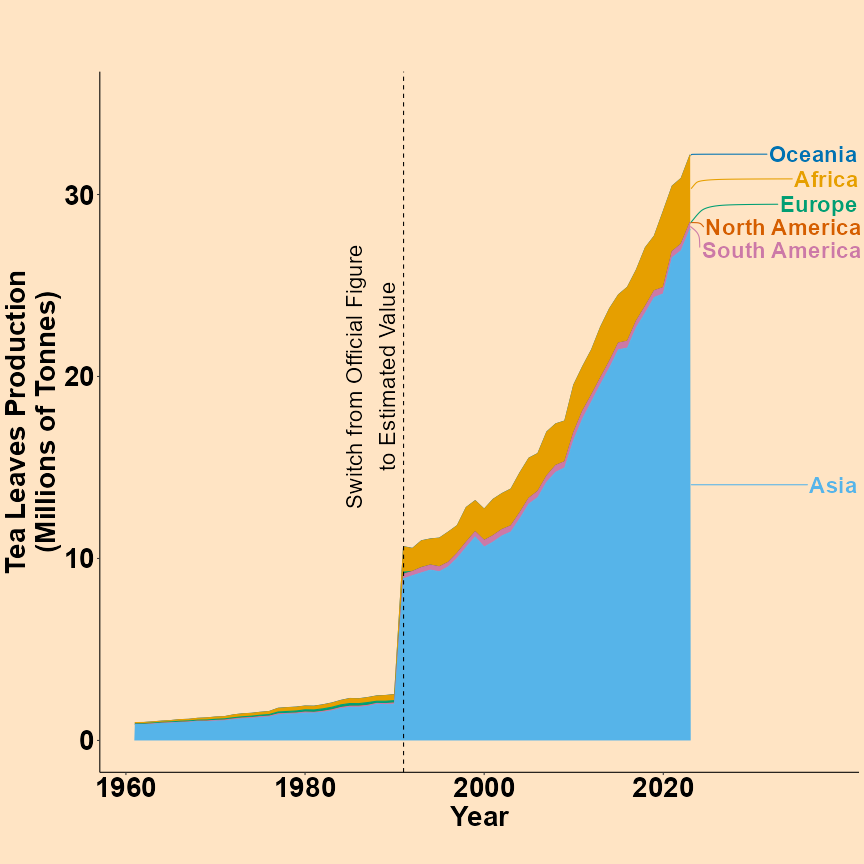 Tea Leaves Production
(Millions of Tonnes)
30
20
10
0
Switch from Official Figure
to Estimated Value
Oceania
Africa
Europe
North America
South America
Asia
1960
1980
2000
2020
Year